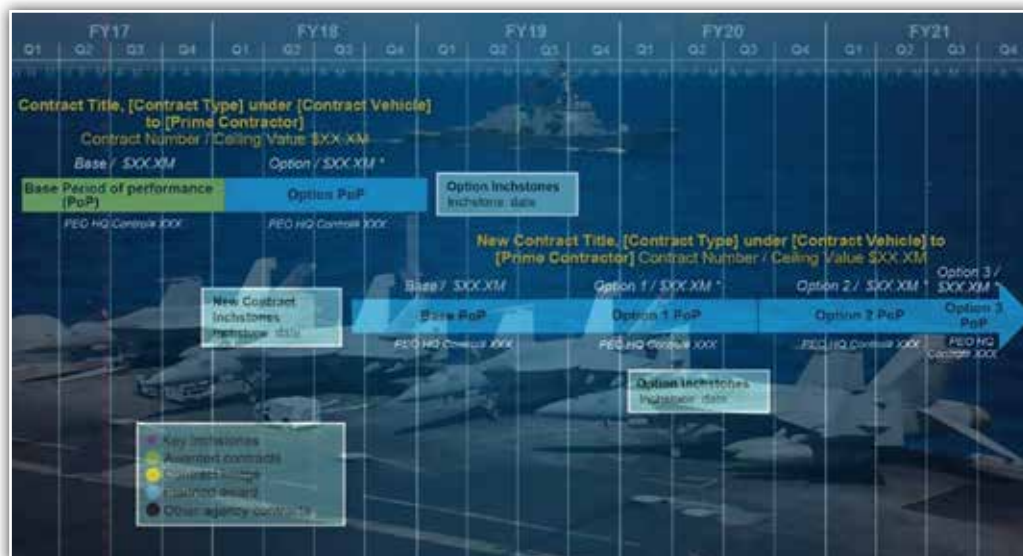 FY17 FY18 FY19 FY20 FY21
Q1 Q2 Q3 Q4 Q1 Q2 Q3 Q4 Q1 Q2 Q3 Q4 Q1 Q2 Q3 Q4 Q1 Q2 Q3 Q4
Contract Title, [Contract Type] under [Contract Vehicle]
to [Prime Contractor]
Contract Number / Ceiling Value $XX.XM
Base / $XX.XM Option / $XX.XM *
Base Period of performance
(PoP)
Option PoP
PEO HQ Controls XXX PEO HQ Controls XXX
Option Inchstones
Inchstone date
New Contract Title, [Contract Type] under [Contract Vehicle] to
[Prime Contractor] Contract Number / Ceiling Value $XX.XM
New Contract
Inchstones
Inchstone date
Base / $XX.XM Option 1 / $XX.XM * Option 2 / $XX.XM *
Option 3 /
$XX.XM *
Base PoP Option 1 PoP Option 2 PoP
Option 3
PoP
PEO HQ Controls XXX PEO HQ Controls XXX PEO HQ Controls XXX
PEO HQ
Controls XXX
Option Inchstones
Inchstone date
Key Inchstones
Awarded contracts
Contract bridge
Planned award
Other agency contracts